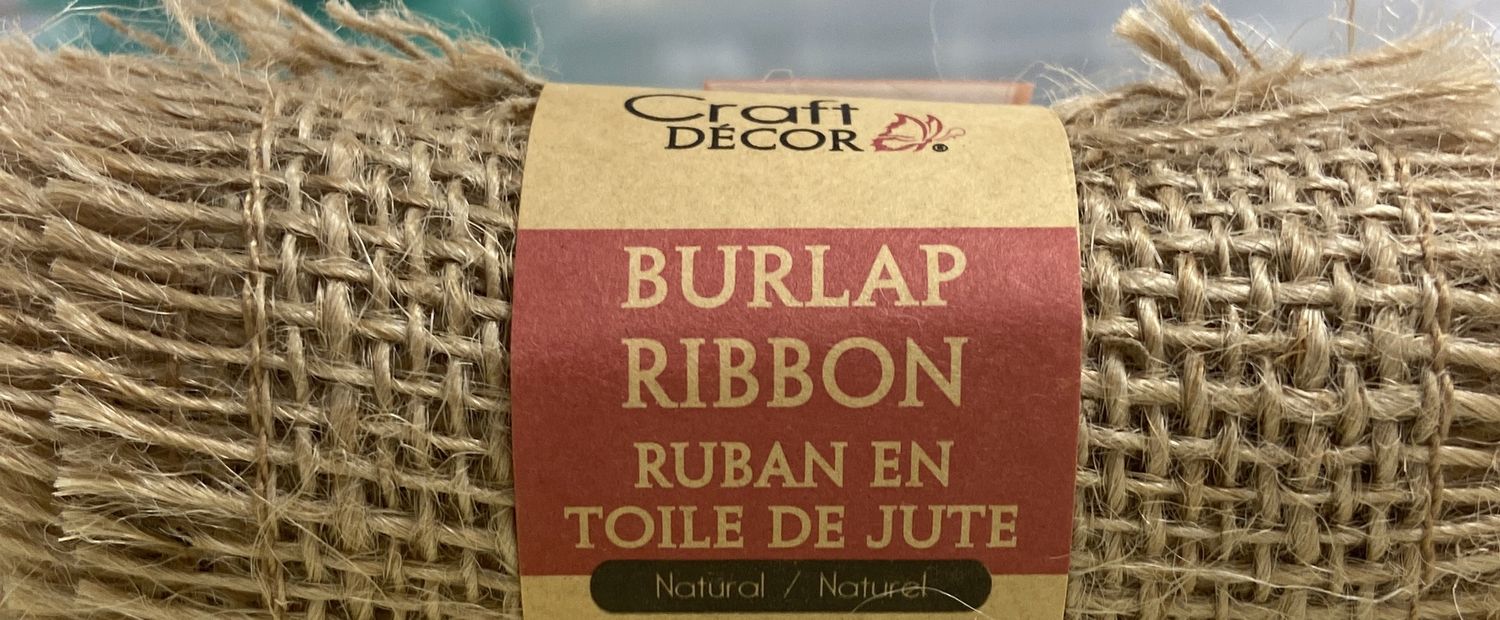 Craft
DÉCOR ®
BURLAP
RIBBON
RUBAN EN
TOILE DE JUTE
Natural / Naturel